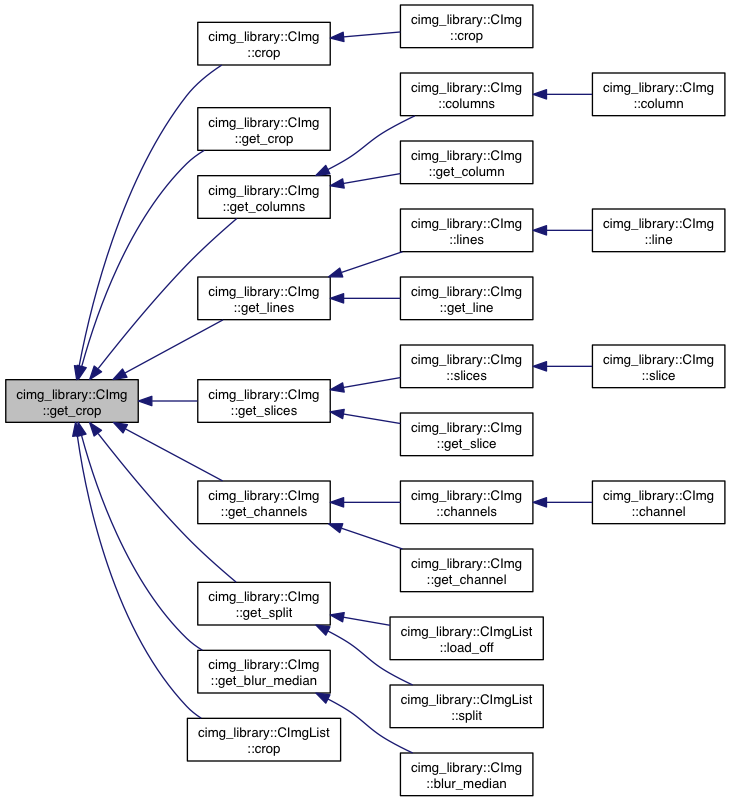 cimg_library::CImg
::get_crop
cimg_library::CImg
::crop
cimg_library::CImg
::crop
cimg_library::CImg
::get_crop
cimg_library::CImg
::get_columns
cimg_library::CImg
::columns
cimg_library::CImg
::column
cimg_library::CImg
::get_column
cimg_library::CImg
::get_lines
cimg_library::CImg
::lines
cimg_library::CImg
::line
cimg_library::CImg
::get_line
cimg_library::CImg
::get_slices
cimg_library::CImg
::slices
cimg_library::CImg
::slice
cimg_library::CImg
::get_slice
cimg_library::CImg
::get_channels
cimg_library::CImg
::channels
cimg_library::CImg
::channel
cimg_library::CImg
::get_channel
cimg_library::CImg
::get_split
cimg_library::CImgList
::load_off
cimg_library::CImgList
::split
cimg_library::CImg
::get_blur_median
cimg_library::CImg
::blur_median
cimg_library::CImgList
::crop